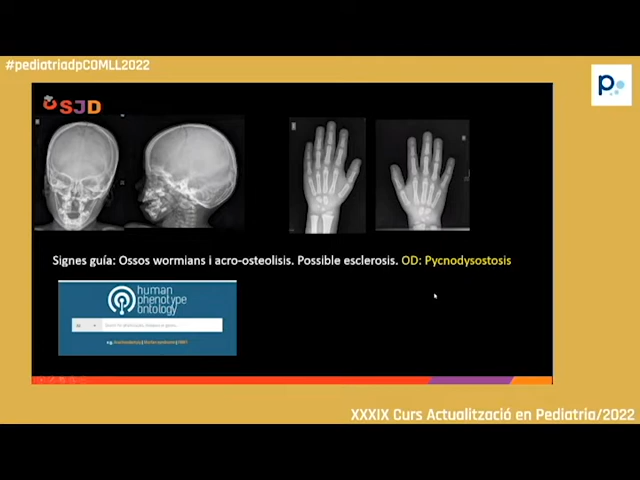 #pediatriadpCOMLL2022
p
SJD
Signes guía: Ossos wormians i acro-osteolisis. Possible esclerosis. OD: Pycnodysostosis
human
phenotype
ontology
XXXIX Curs Actualització en Pediatria/2022